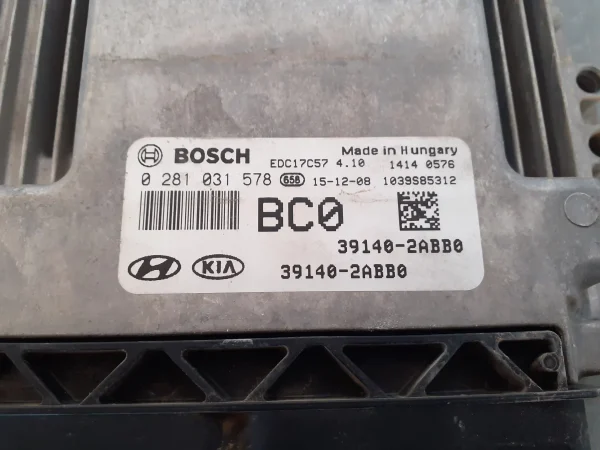 BOSCH EDC17C57 4.10 Made in Hungary 1414 0576
0 281 031 578 658 15-12-08 1039S85312
BC0
39140-2ABB0
KIA 39140-2ABB0